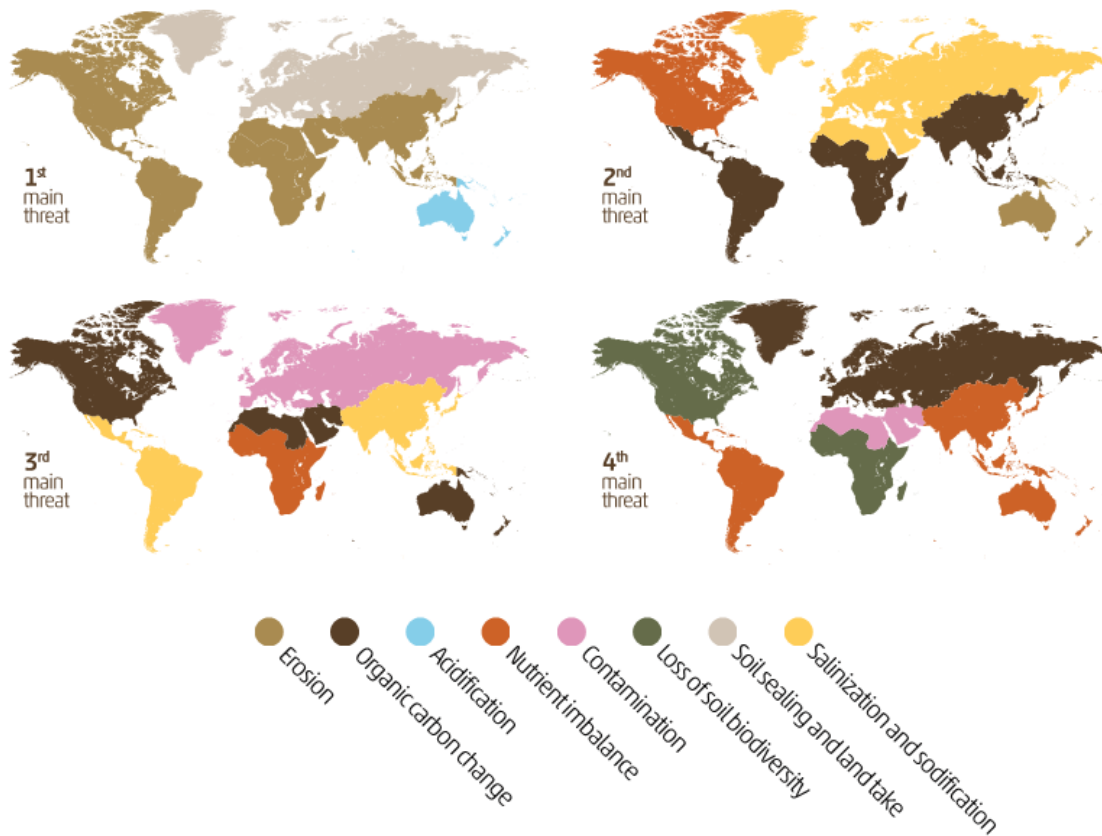 1st
main
threat
2nd
main
threat
3rd
main
threat
4th
main
threat
Erosion
Organic carbon change
Acidification
Nutrient imbalance
Contamination
Loss of soil biodiversity
Soil sealing and land take
Salinization and sodification